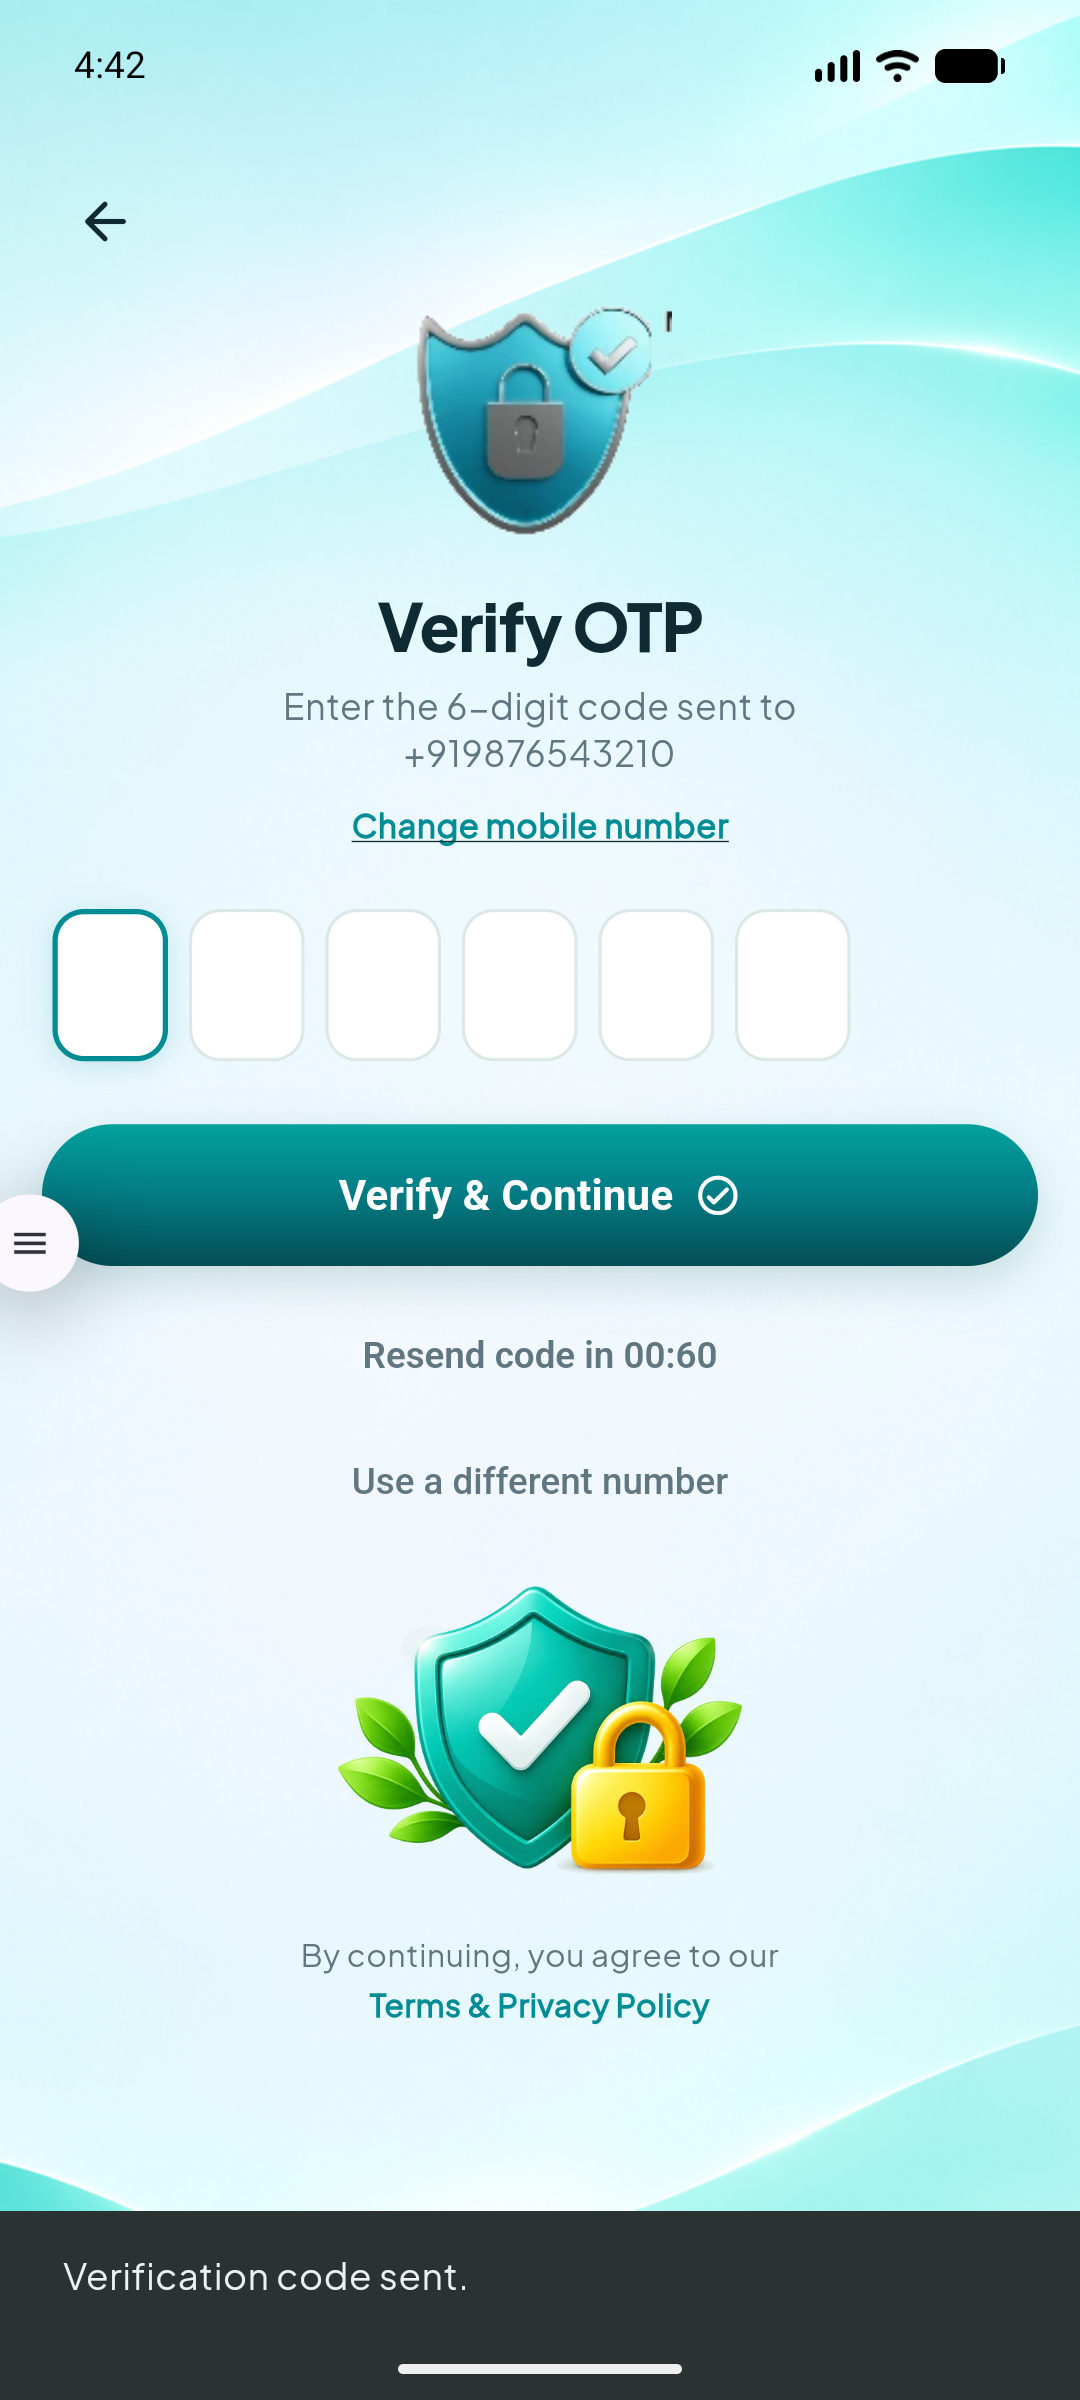 4:42
Verify OTP
Enter the 6-digit code sent to
+919876543210
Change mobile number
Verify & Continue
Resend code in 00:60
Use a different number
By continuing, you agree to our
Terms & Privacy Policy
Verification code sent.